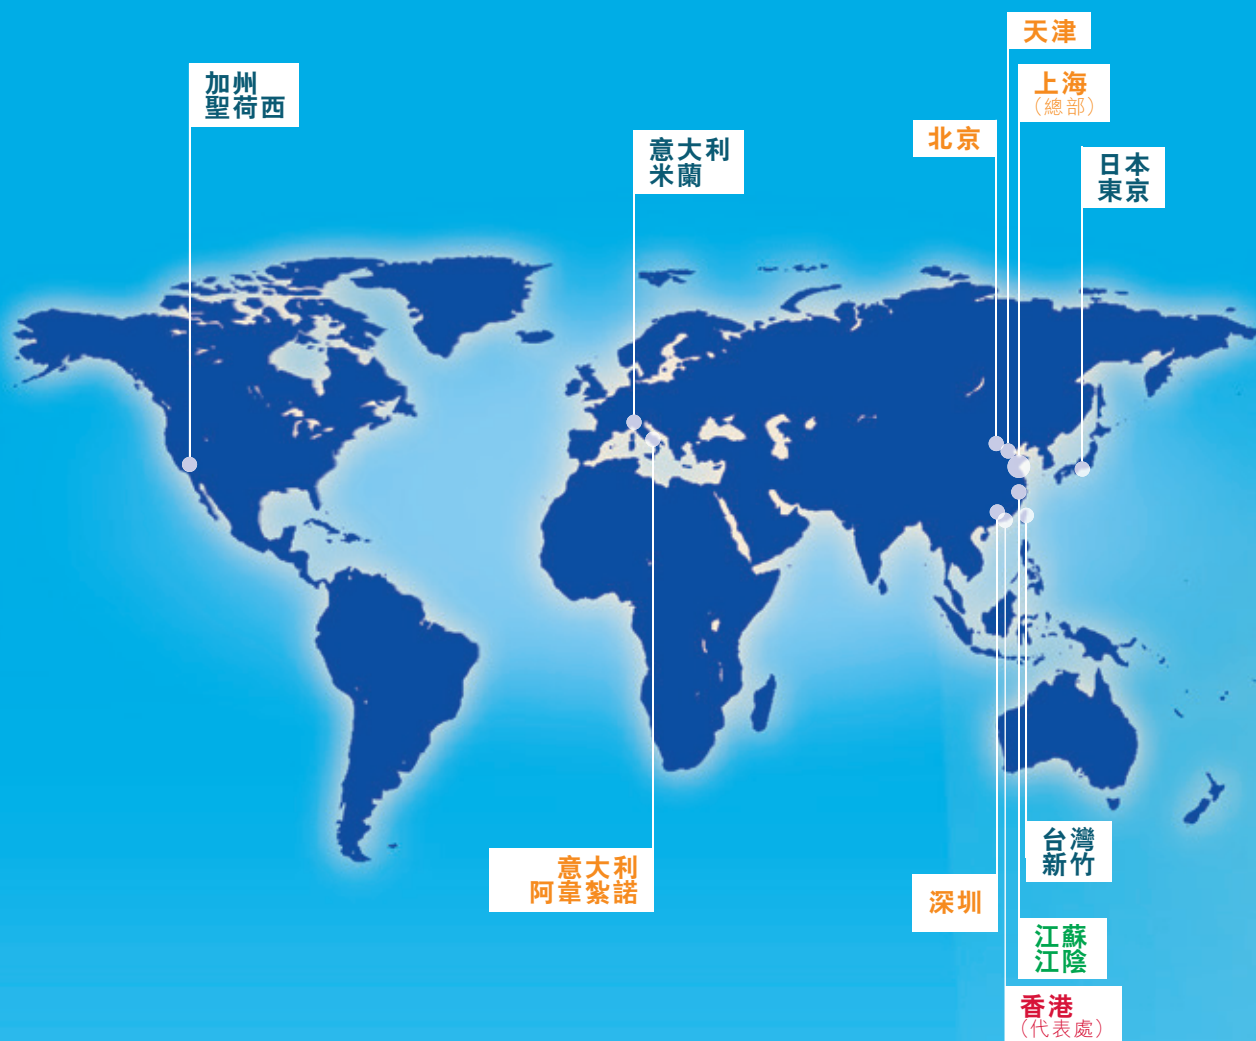 天津
加州
聖荷西
上海
（總部）
北京
意大利
米蘭
日本
東京
台灣
新竹
意大利
阿韋紮諾
深圳
江蘇
江陰
香港
（代表處）